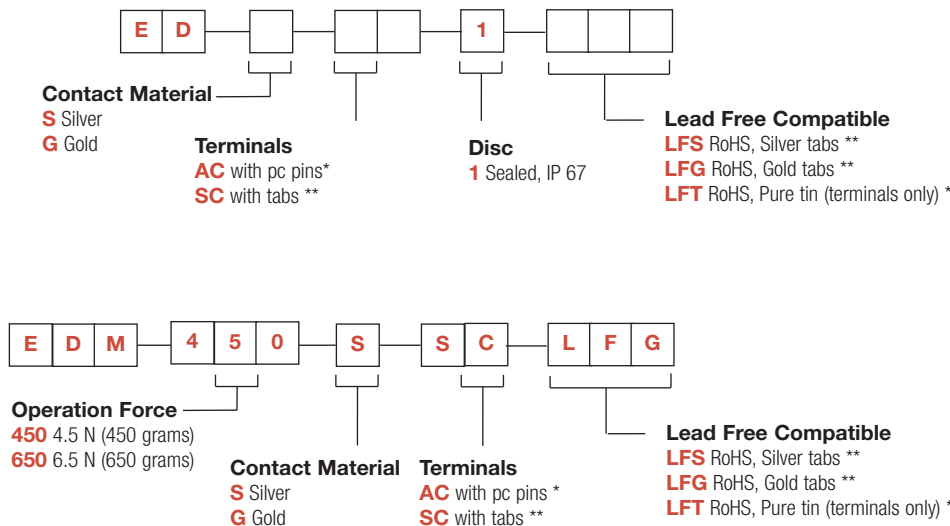 E D 1
Contact Material
S Silver
G Gold
Terminals
AC with pc pins*
SC with tabs **
Disc
1 Sealed, IP 67
Lead Free Compatible
LFS RoHS, Silver tabs **
LFG RoHS, Gold tabs **
LFT RoHS, Pure tin (terminals only) *
E D M 4 5 0 S S C L F G
Operation Force
450 4.5 N (450 grams)
650 6.5 N (650 grams)
Contact Material
S Silver
G Gold
Terminals
AC with pc pins *
SC with tabs **
Lead Free Compatible
LFS RoHS, Silver tabs **
LFG RoHS, Gold tabs **
LFT RoHS, Pure tin (terminals only) *